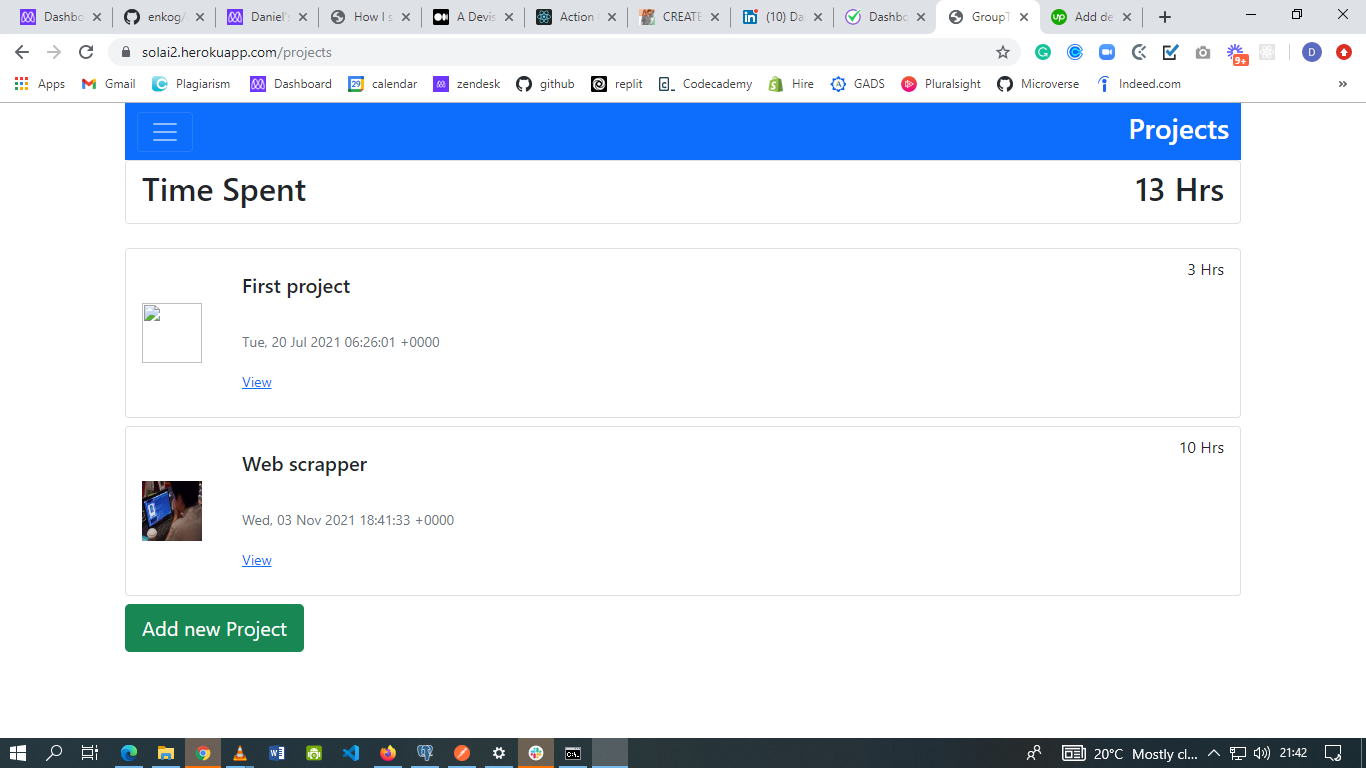 Dashbo
enkog/
Daniel's
How I s
A Devis
Action
CREATE
(10) Da
Dashbo
GroupT
Add de
solai2.herokuapp.com/projects
9+
D
Apps
Gmail
Plagiarism
Dashboard
29
calendar
zendesk
github
replit
Codecademy
Hire
GADS
Pluralsight
Microverse
Indeed.com
»
Projects
Time Spent
13 Hrs
First project
3 Hrs
Tue, 20 Jul 2021 06:26:01 +0000
View
Web scrapper
10 Hrs
Wed, 03 Nov 2021 18:41:33 +0000
View
Add new Project
20°C Mostly cl...
21:42